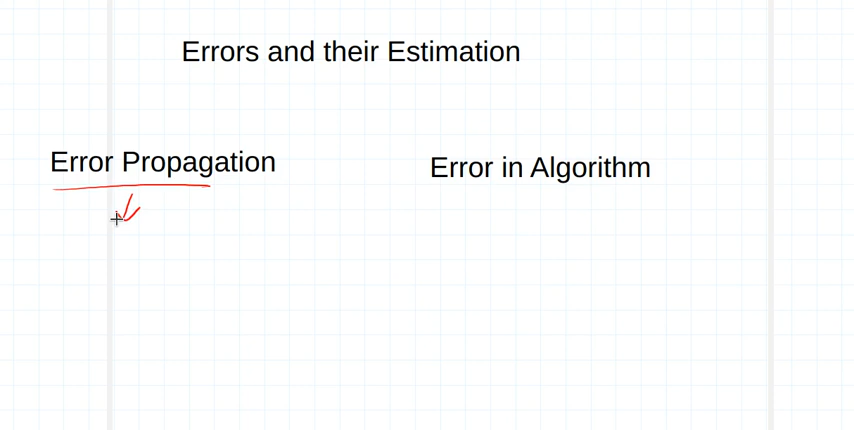 Errors and their Estimation
Error Propagation
Error in Algorithm